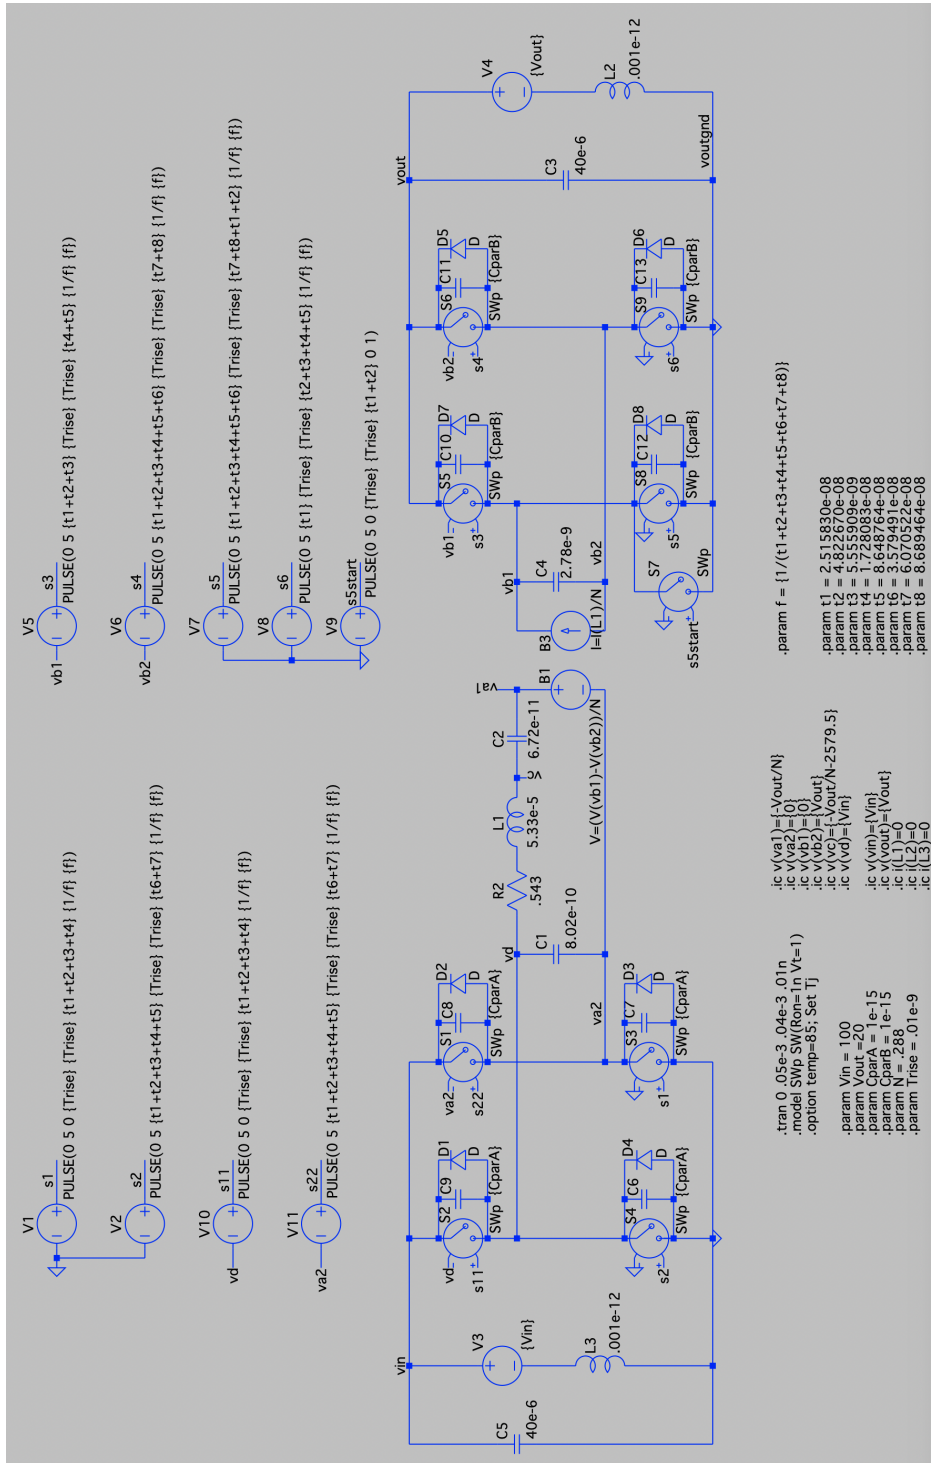 V1
s1
PULSE(0 5 0 {Trise} {Trise} {t1+t2+t3+t4} {1/f} {f})
V2
s2
PULSE(0 5 {t1+t2+t3+t4+t5} {Trise} {Trise} {t6+t7} {1/f} {f})
V10
s11
vd
PULSE(0 5 0 {Trise} {Trise} {t1+t2+t3+t4} {1/f} {f})
V11
s22
va2
PULSE(0 5 {t1+t2+t3+t4+t5} {Trise} {Trise} {t6+t7} {1/f} {f})
V5
s3
vb1
PULSE(0 5 {t1+t2+t3} {Trise} {Trise} {t4+t5} {1/f} {f})
V6
s4
vb2
PULSE(0 5 {t1+t2+t3+t4+t5+t6} {Trise} {Trise} {t7+t8} {1/f} {f})
V7
s5
PULSE(0 5 {t1+t2+t3+t4+t5+t6} {Trise} {Trise} {t7+t8+t1+t2} {1/f} {f})
V8
s6
PULSE(0 5 {t1} {Trise} {Trise} {t2+t3+t4+t5} {1/f} {f})
V9
s5start
PULSE(0 5 0 {Trise} {Trise} {t1+t2} 0 1)
vin
C5
40e-6
V3
{Vin}
L3
.001e-12
vd
s11
S2
C9
D1
D
SWp
{CparA}
va2
s22
S1
C8
D2
D
SWp
{CparA}
s2
S4
C6
D4
D
SWp
{CparA}
s1
S3
C7
D3
D
SWp
{CparA}
vd
va2
C1
8.02e-10
R2
.543
L1
5.33e-5
vc
C2
6.72e-11
va1
B1
V=(V(vb1)-V(vb2))/N
B3
I=I(L1)/N
vb1
vb2
C4
2.78e-9
vb1
s3
S5
C10
D7
D
SWp
{CparB}
vb2
s4
S6
C11
D5
D
SWp
{CparB}
s5start
S7
SWp
s5
S8
C12
D8
D
SWp
{CparB}
s6
S9
C13
D6
D
SWp
{CparB}
vout
C3
40e-6
V4
{Vout}
L2
.001e-12
voutgnd
.tran 0 .05e-3 .04e-3 .01n
.model SWp SW(Ron=1n Vt=1)
.option temp=85; Set Tj
.param Vin = 100
.param Vout =20
.param CparA = 1e-15
.param CparB = 1e-15
.param N = .288
.param Trise = .01e-9
.ic v(va1)={-Vout/N}
.ic v(va2)={0}
.ic v(vb1)={0}
.ic v(vb2)={Vout}
.ic v(vc)={-Vout/N-2579.5}
.ic v(vd)={Vin}
.ic v(vin)={Vin}
.ic v(vout)={Vout}
.ic i(L1)=0
.ic i(L2)=0
.ic i(L3)=0
.param f = {1/(t1+t2+t3+t4+t5+t6+t7+t8)}
.param t1 = 2.515830e-08
.param t2 = 4.822670e-08
.param t3 = 5.555909e-09
.param t4 = 1.728083e-08
.param t5 = 8.648764e-08
.param t6 = 3.579491e-08
.param t7 = 6.070522e-08
.param t8 = 8.689464e-08